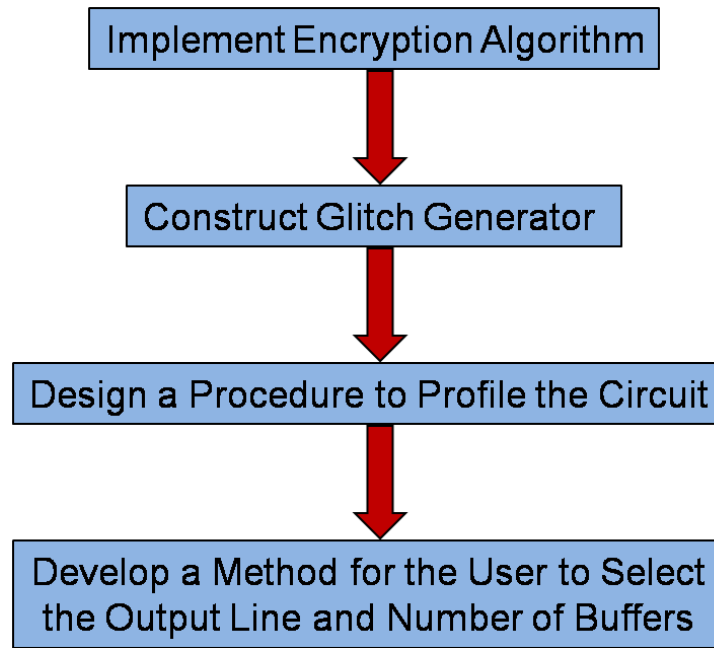 Implement Encryption Algorithm
Construct Glitch Generator
Design a Procedure to Profile the Circuit
Develop a Method for the User to Select
the Output Line and Number of Buffers